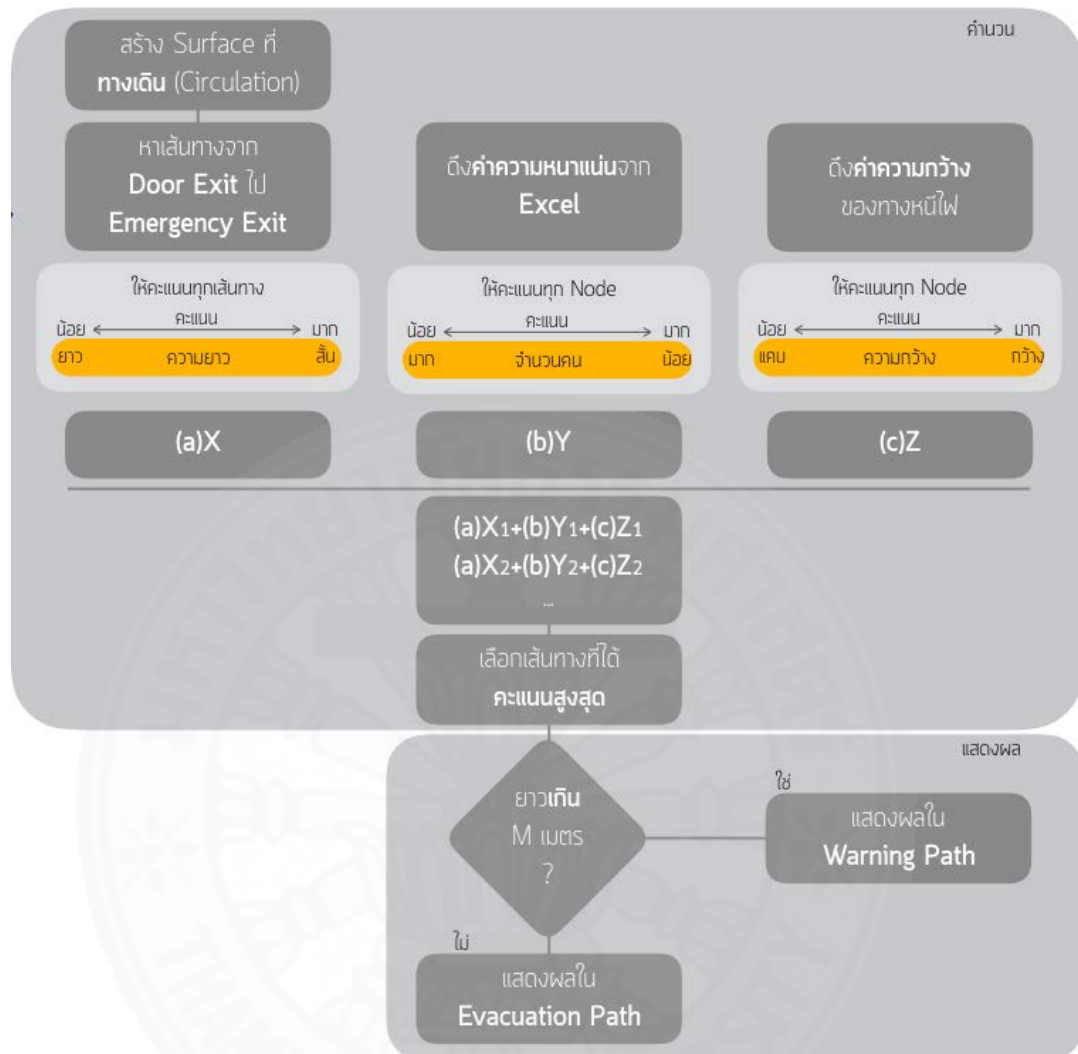 คำนวน
สร้าง Surface ที่
ทางเดิน (Circulation)
หาเส้นทางจาก
Door Exit ไป
Emergency Exit
ดึงค่าความหนาแน่นจาก
Excel
ดึงค่าความกว้าง
ของทางหนีไฟ
ให้คะแนนทุกเส้นทาง
น้อย คะแนน มาก
ยาว ความยาว สั้น
ให้คะแนนทุก Node
น้อย คะแนน มาก
มาก จำนวนคน น้อย
ให้คะแนนทุก Node
น้อย คะแนน มาก
แคบ ความกว้าง กว้าง
(a)X
(b)Y
(c)Z
(a)X1+(b)Y1+(c)Z1
(a)X2+(b)Y2+(c)Z2
...
เลือกเส้นทางที่ได้
คะแนนสูงสุด
แสดงผล
ยาวเกิน
M เมตร
?
ใช่
แสดงผลใน
Warning Path
ไม่
แสดงผลใน
Evacuation Path